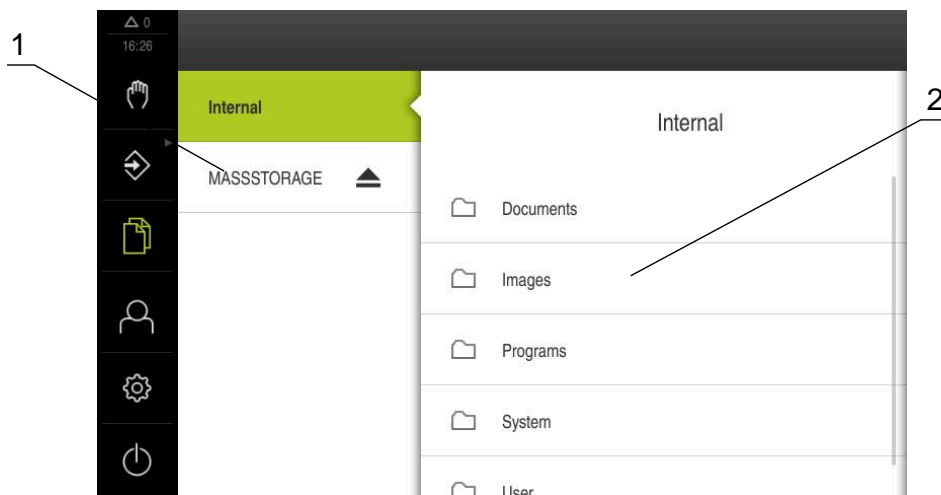 1
0
16:26
Internal
MASSSTORAGE
Internal
2
Documents
Images
Programs
System
User